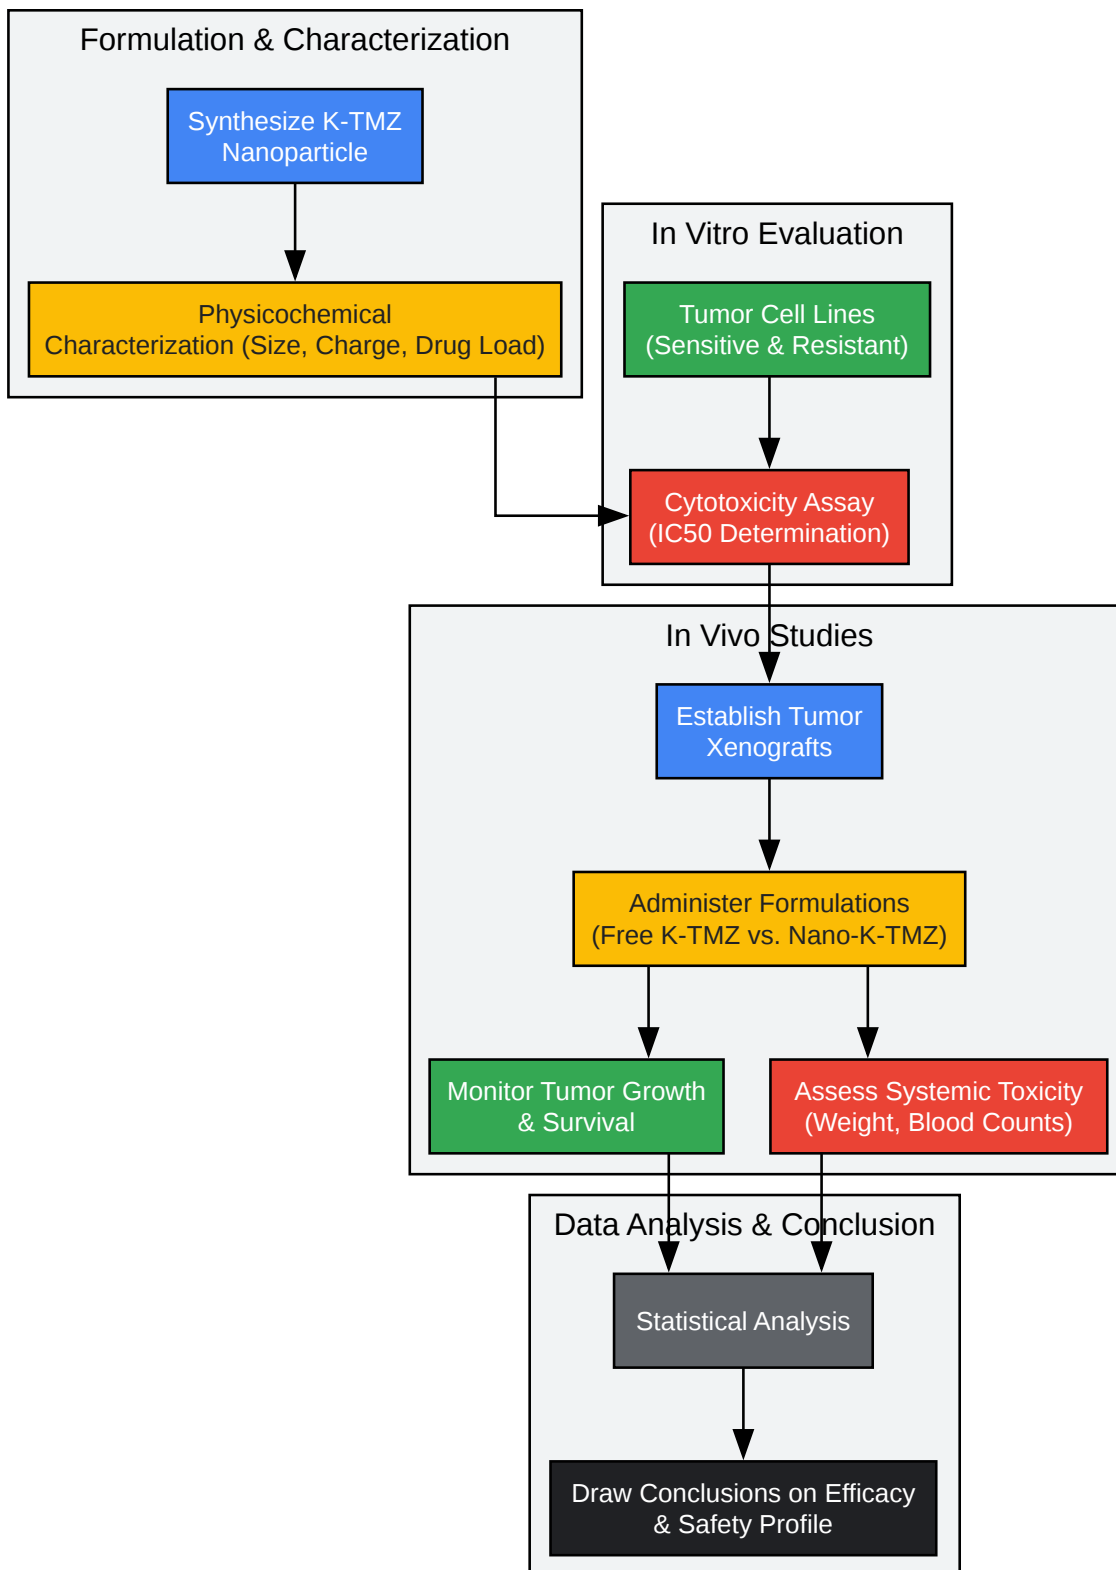 Formulation & Characterization
Synthesize K-TMZ
Nanoparticle
Physicochemical
Characterization (Size, Charge, Drug Load)
In Vitro Evaluation
Tumor Cell Lines
(Sensitive & Resistant)
Cytotoxicity Assay
(IC50 Determination)
In Vivo Studies
Establish Tumor
Xenografts
Administer Formulations
(Free K-TMZ vs. Nano-K-TMZ)
Monitor Tumor Growth
& Survival
Assess Systemic Toxicity
(Weight, Blood Counts)
Data Analysis & Conclusion
Statistical Analysis
Draw Conclusions on Efficacy
& Safety Profile